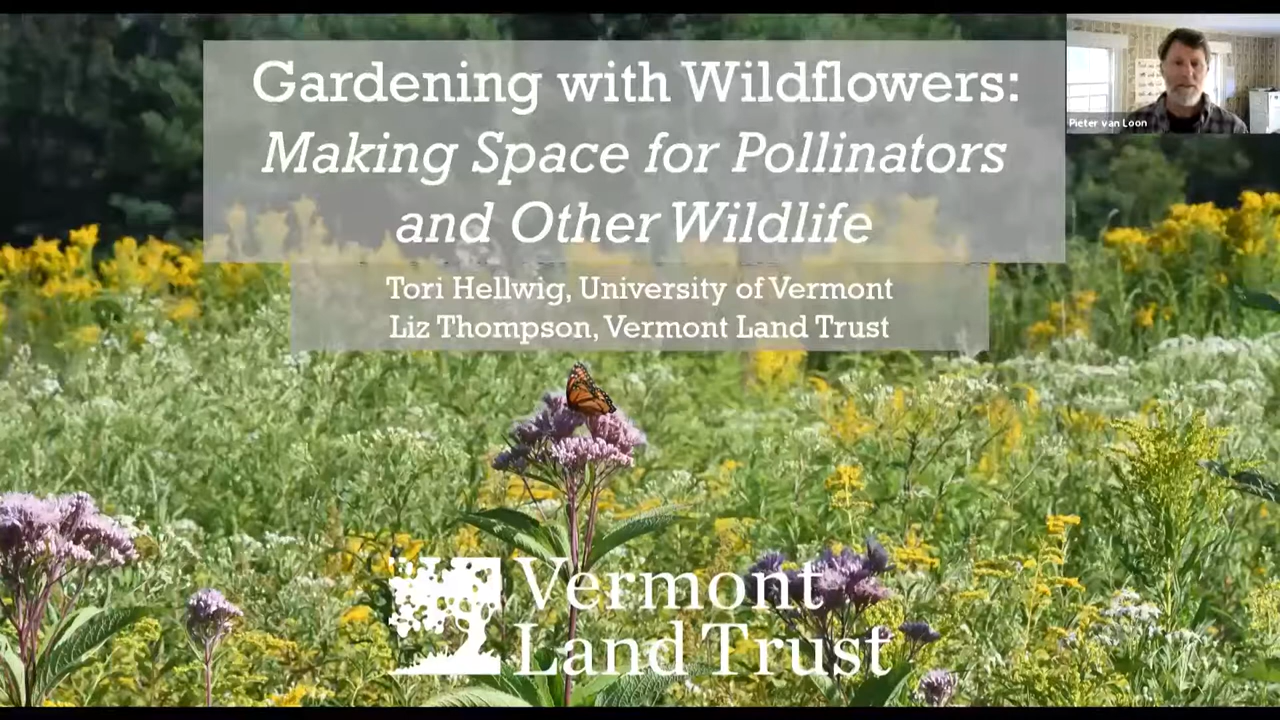 Gardening with Wildflowers:
Making Space for Pollinators
and Other Wildlife
Tori Hellwig, University of Vermont
Liz Thompson, Vermont Land Trust
Pieter van Loon
Vermont
Land Trust